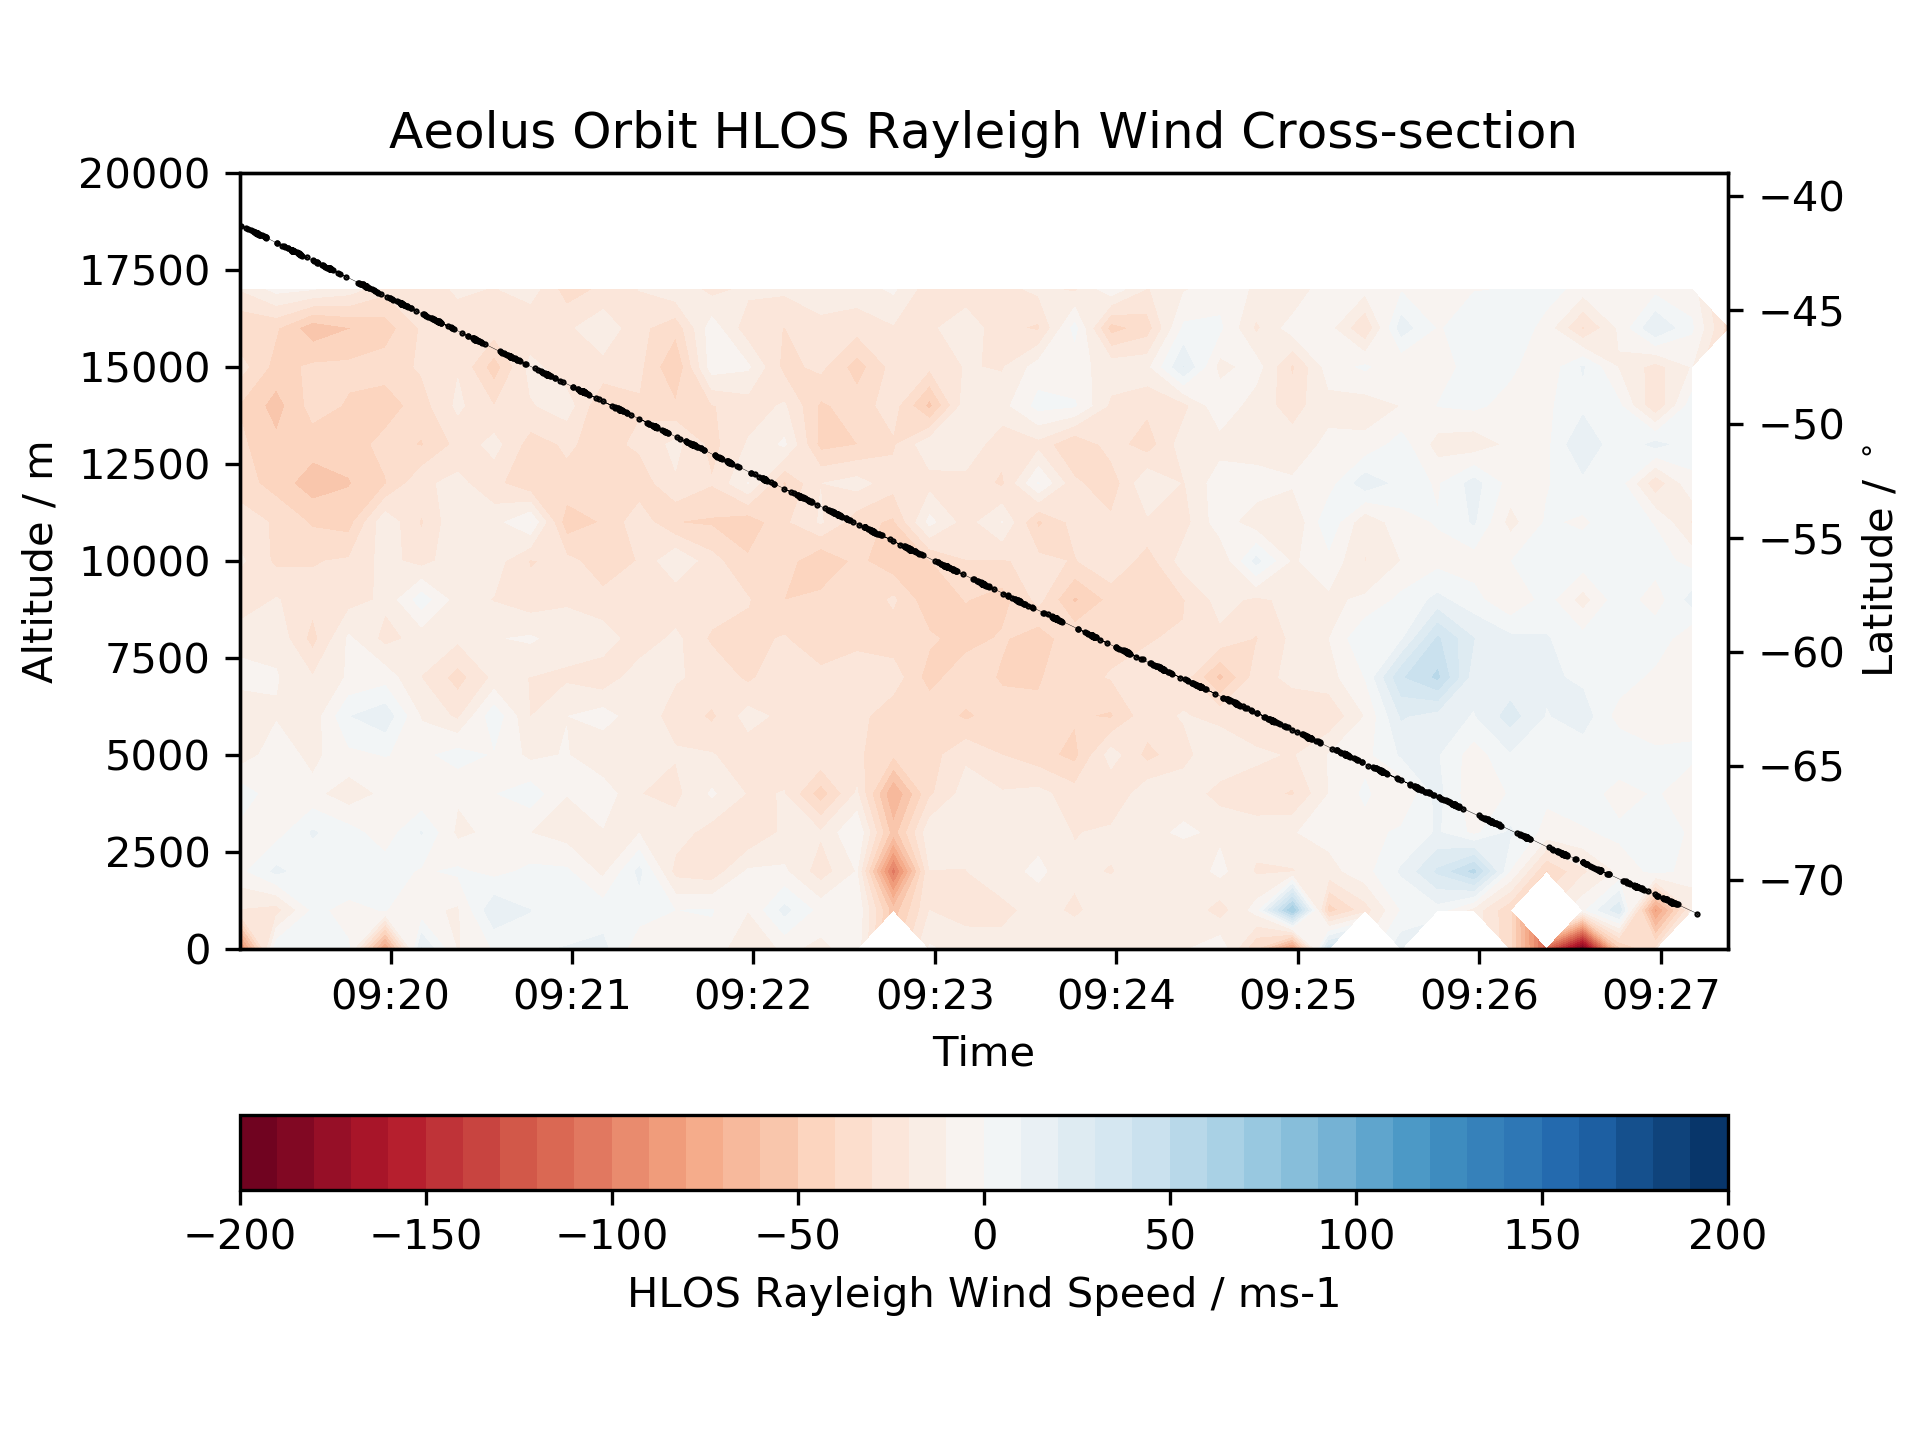 Aeolus Orbit HLOS Rayleigh Wind Cross-section
20000
17500
15000
12500
10000
7500
5000
2500
0
Altitude / m
−40
−45
−50
−55
−60
−65
−70
Latitude / °
09:20 09:21 09:22 09:23 09:24 09:25 09:26 09:27
Time
−200 −150 −100 −50 0 50 100 150 200
HLOS Rayleigh Wind Speed / ms-1